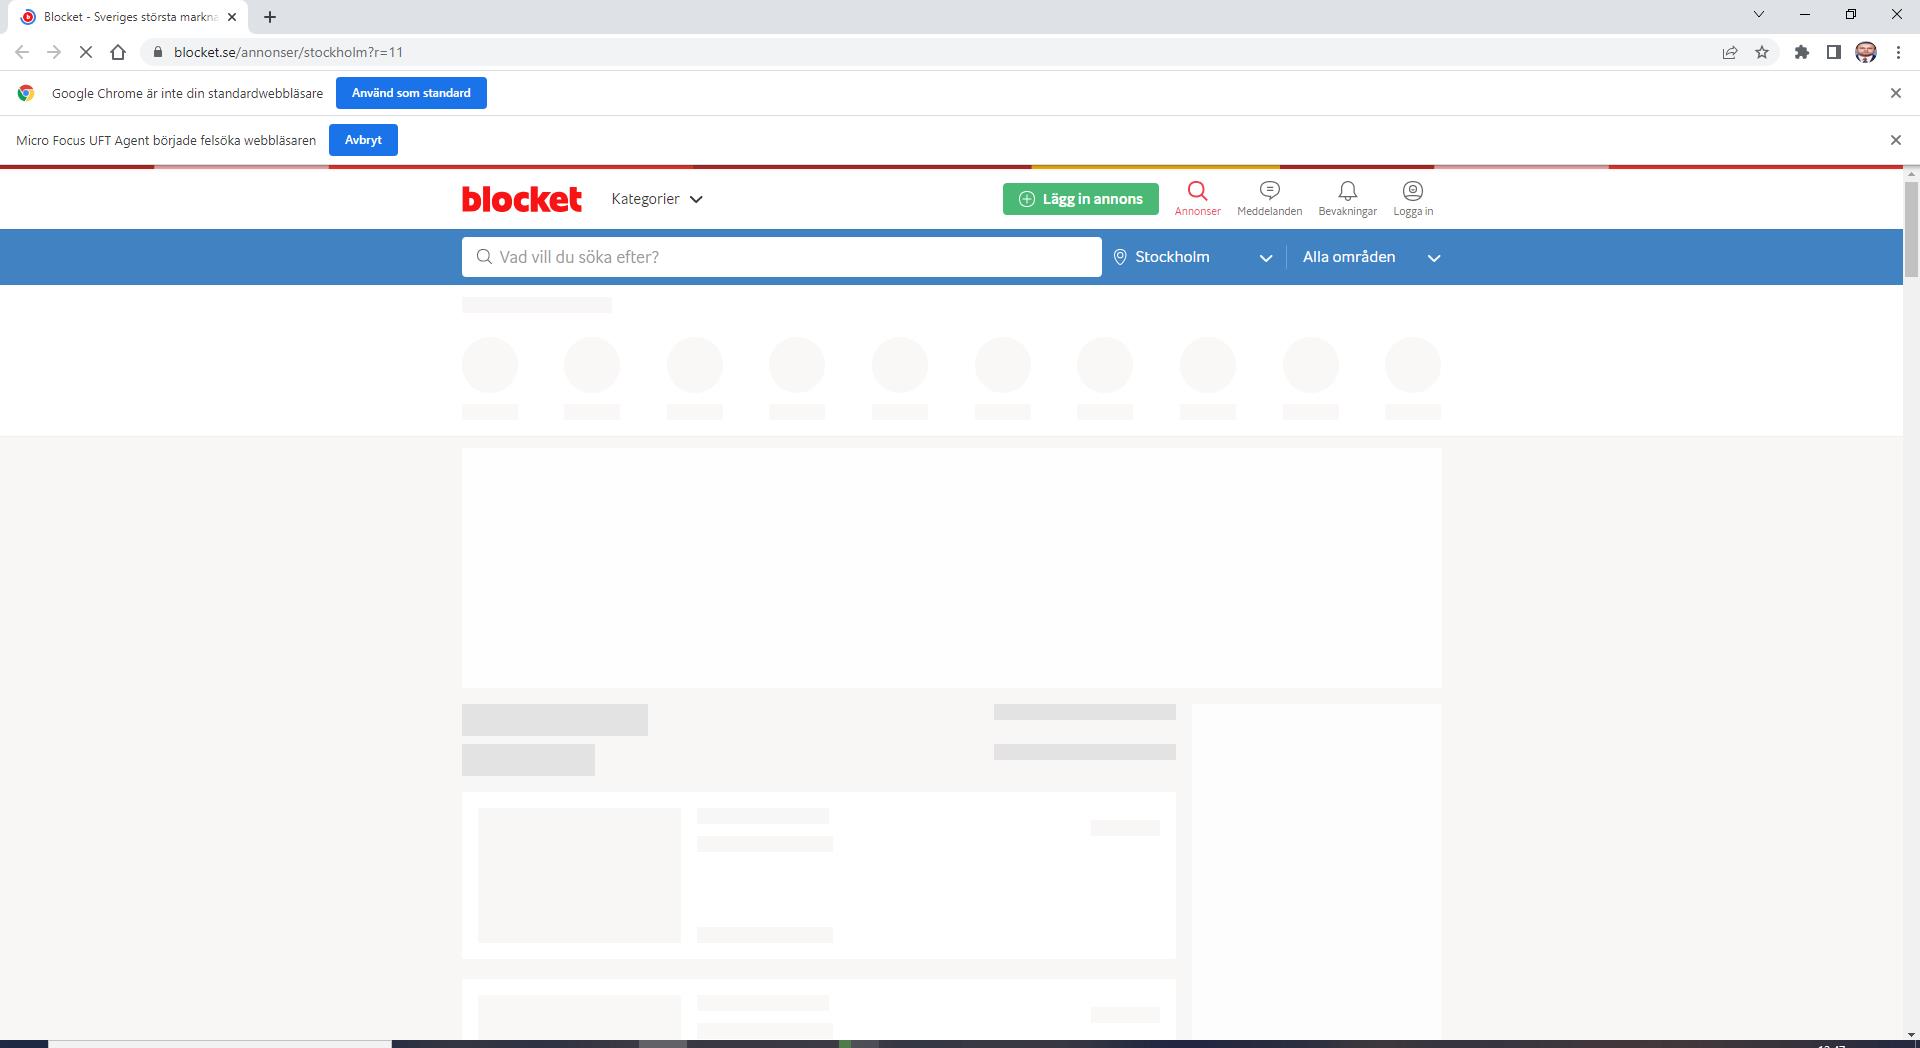 Blocket - Sveriges största markna
blocket.se/annonser/stockholm?r=11
Google Chrome är inte din standardwebbläsare
Använd som standard
Micro Focus UFT Agent började felsöka webbläsaren
Avbryt
blocket
Kategorier
Lägg in annons
Annonser
Meddelanden
Bevakningar
Logga in
Vad vill du söka efter?
Stockholm
Alla områden